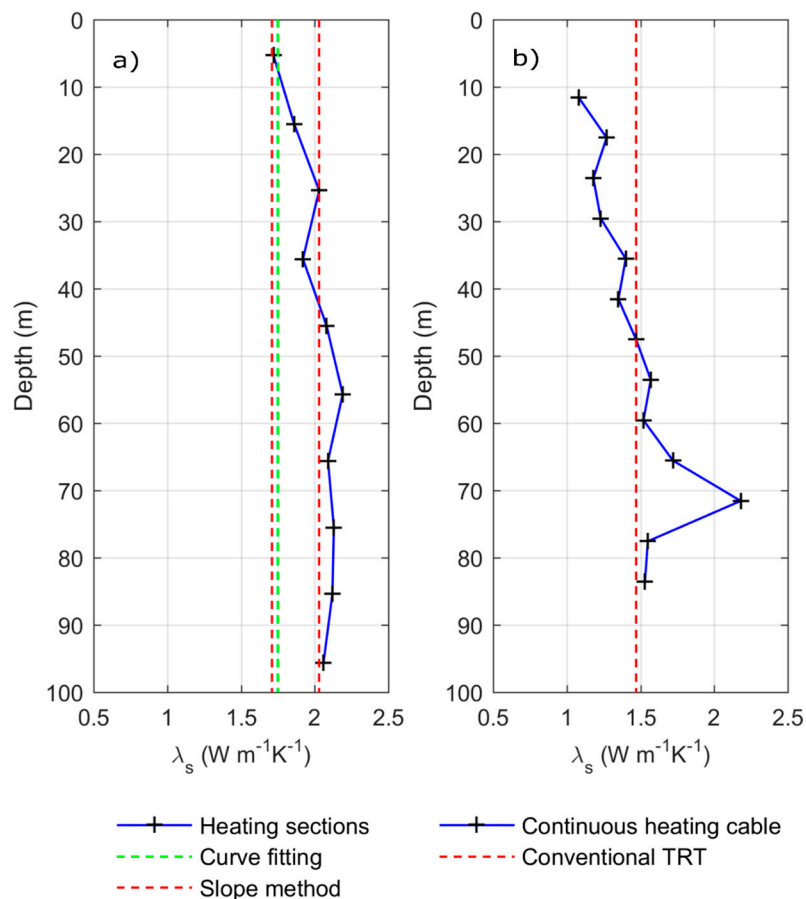 a)
0
10
20
30
40
50
60
70
80
90
100
Depth (m)
0.5 1 1.5 2 2.5
λs (W m⁻¹K⁻¹)
b)
0
10
20
30
40
50
60
70
80
90
100
Depth (m)
0.5 1 1.5 2 2.5
λs (W m⁻¹K⁻¹)
Heating sections
Curve fitting
Slope method
Continuous heating cable
Conventional TRT